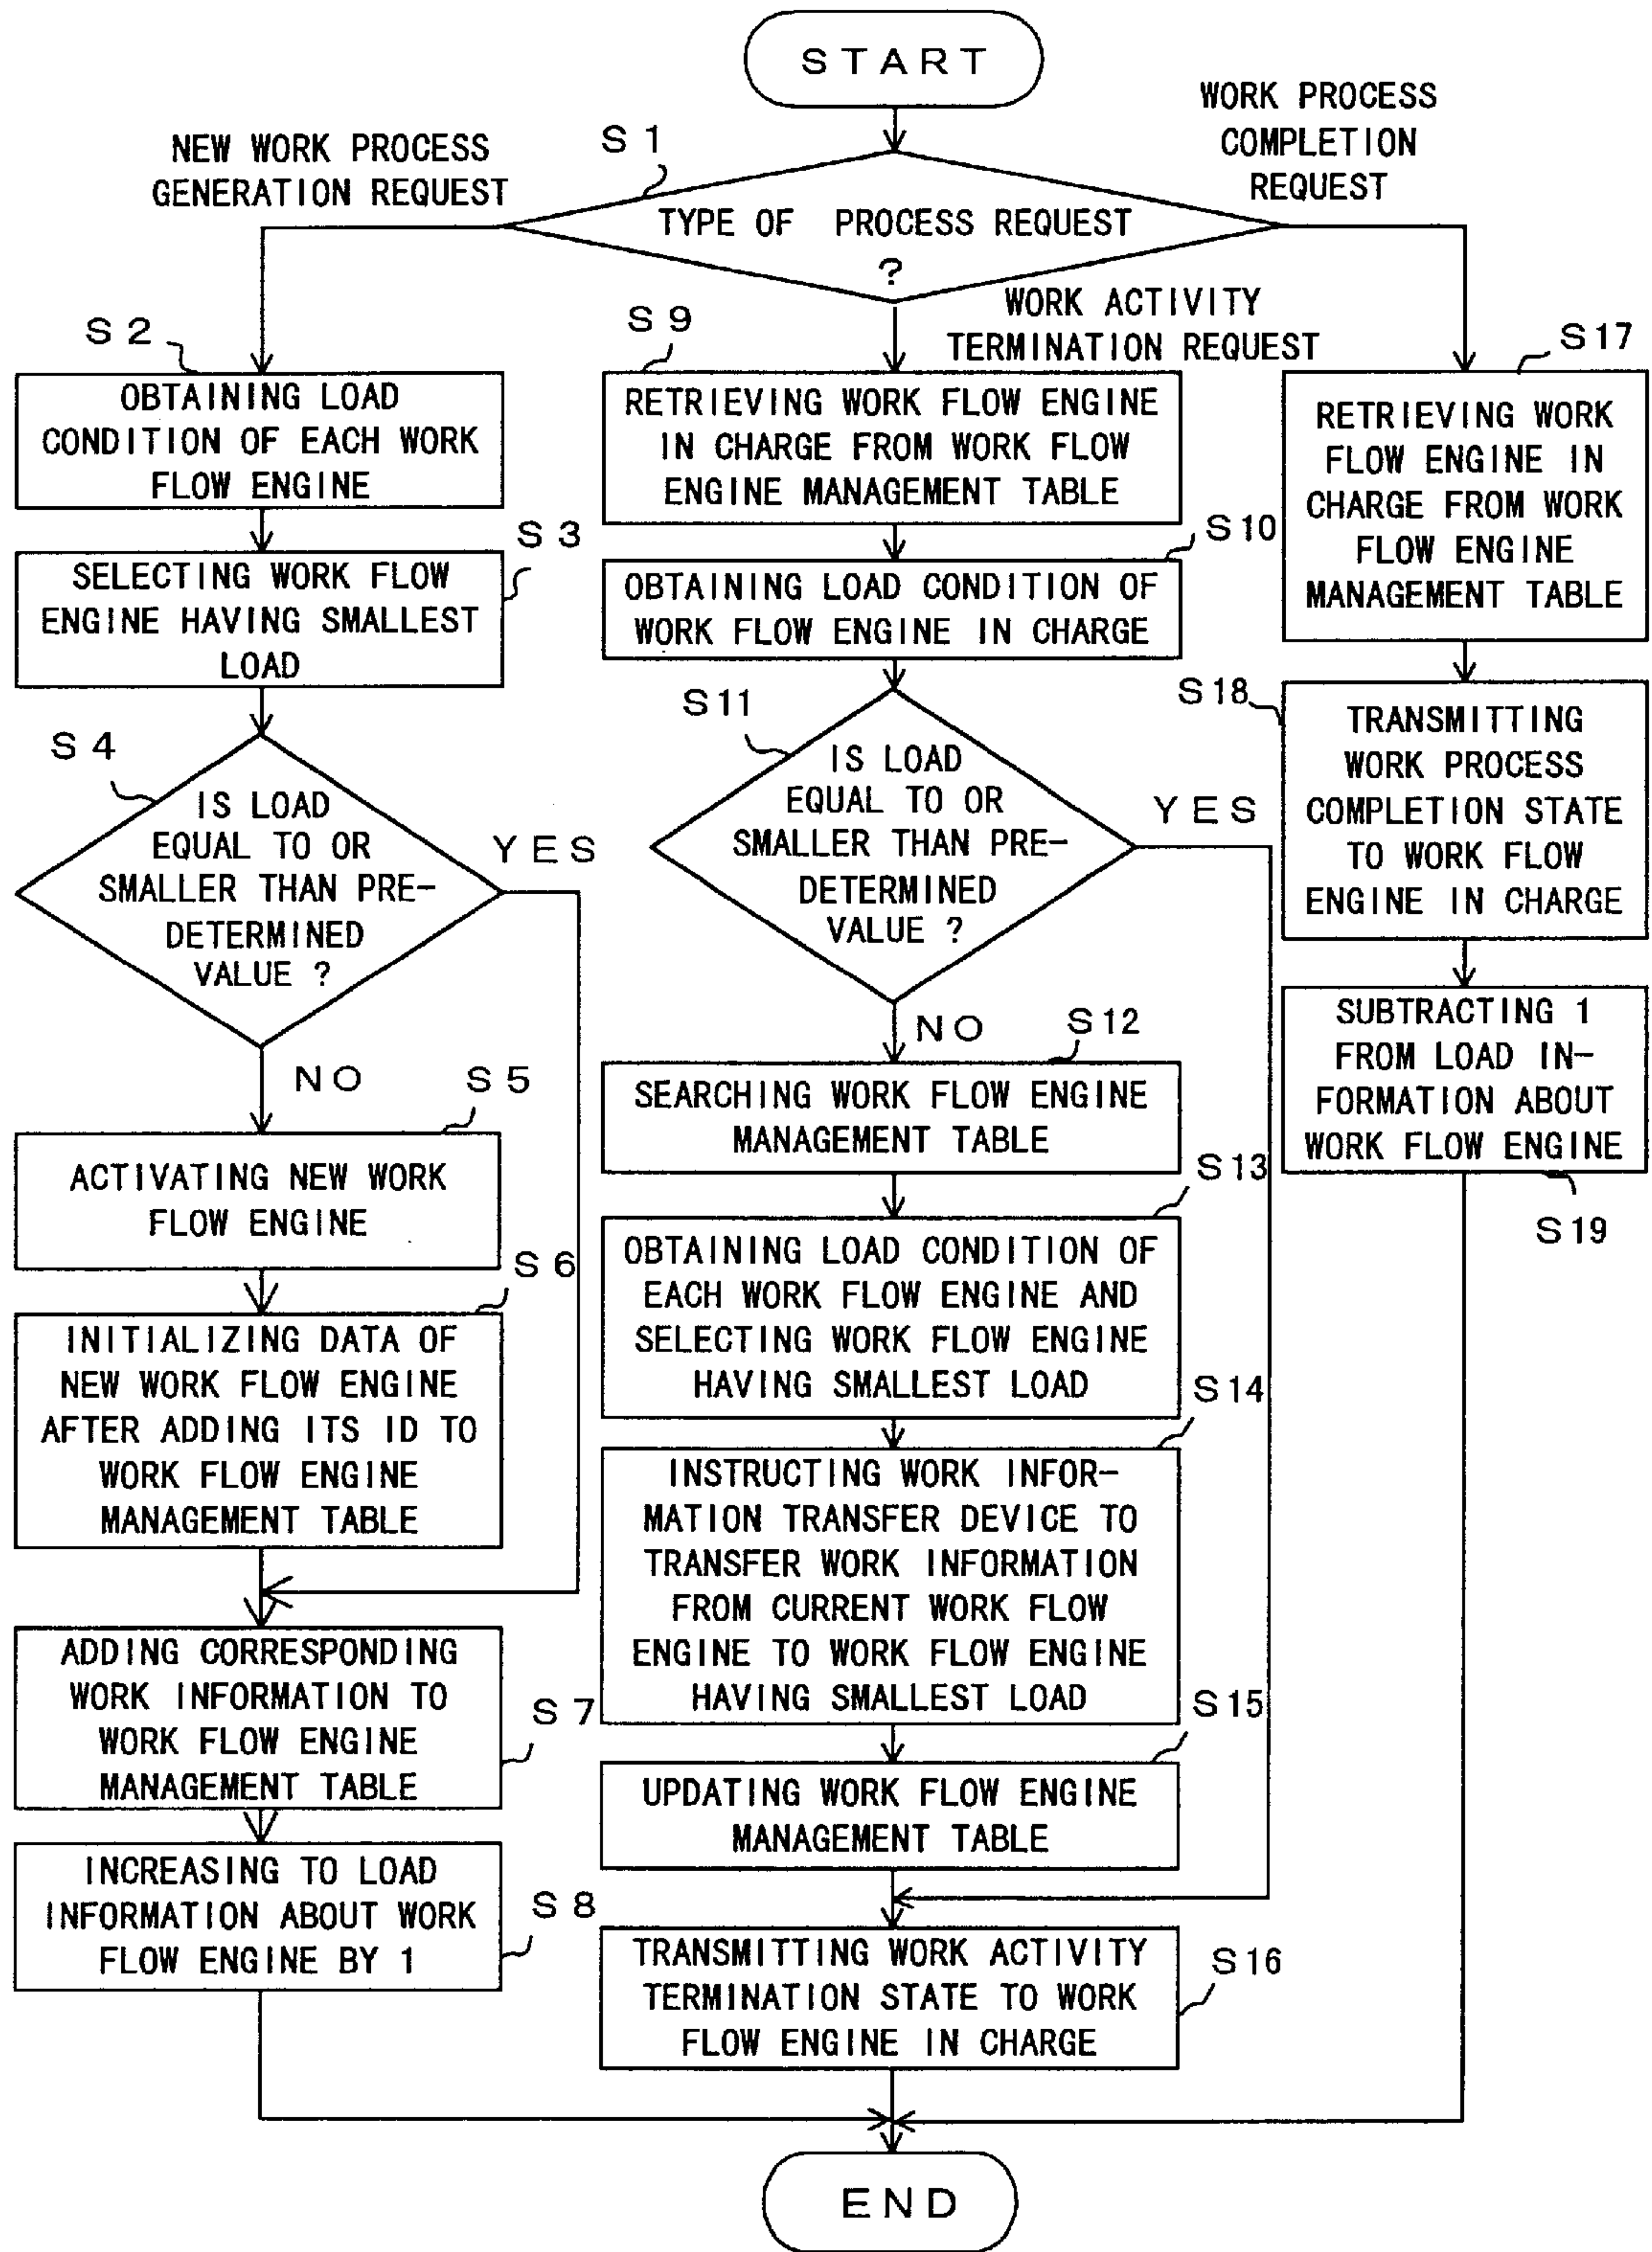 START
NEW WORK PROCESS
GENERATION REQUEST
S1
TYPE OF PROCESS REQUEST
?
WORK PROCESS
COMPLETION
REQUEST
WORK ACTIVITY
TERMINATION REQUEST
S2
OBTAINING LOAD
CONDITION OF EACH WORK
FLOW ENGINE
S3
SELECTING WORK FLOW
ENGINE HAVING SMALLEST
LOAD
S4
IS LOAD
EQUAL TO OR
SMALLER THAN PRE-
DETERMINED
VALUE ?
YES
NO
S5
ACTIVATING NEW WORK
FLOW ENGINE
S6
INITIALIZING DATA OF
NEW WORK FLOW ENGINE
AFTER ADDING ITS ID TO
WORK FLOW ENGINE
MANAGEMENT TABLE
ADDING CORRESPONDING
WORK INFORMATION TO
WORK FLOW ENGINE
MANAGEMENT TABLE
S7
INCREASING TO LOAD
INFORMATION ABOUT WORK
FLOW ENGINE BY 1
S8
S9
RETRIEVING WORK FLOW ENGINE
IN CHARGE FROM WORK FLOW
ENGINE MANAGEMENT TABLE
S10
OBTAINING LOAD CONDITION OF
WORK FLOW ENGINE IN CHARGE
S11
IS LOAD
EQUAL TO OR
SMALLER THAN PRE-
DETERMINED
VALUE ?
YES
NO
S12
SEARCHING WORK FLOW ENGINE
MANAGEMENT TABLE
S13
OBTAINING LOAD CONDITION OF
EACH WORK FLOW ENGINE AND
SELECTING WORK FLOW ENGINE
HAVING SMALLEST LOAD
S14
INSTRUCTING WORK INFOR-
MATION TRANSFER DEVICE TO
TRANSFER WORK INFORMATION
FROM CURRENT WORK FLOW
ENGINE TO WORK FLOW ENGINE
HAVING SMALLEST LOAD
S15
UPDATING WORK FLOW ENGINE
MANAGEMENT TABLE
TRANSMITTING WORK ACTIVITY
TERMINATION STATE TO WORK
FLOW ENGINE IN CHARGE
S16
S17
RETRIEVING WORK
FLOW ENGINE IN
CHARGE FROM WORK
FLOW ENGINE
MANAGEMENT TABLE
S18
TRANSMITTING
WORK PROCESS
COMPLETION STATE
TO WORK FLOW
ENGINE IN CHARGE
SUBTRACTING 1
FROM LOAD IN-
FORMATION ABOUT
WORK FLOW ENGINE
S19
END